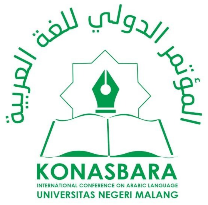 المؤتمر الدولي للغة العربية
KONASBARA
INTERNATIONAL CONFERENCE ON ARABIC LANGUAGE
UNIVERSITAS NEGERI MALANG